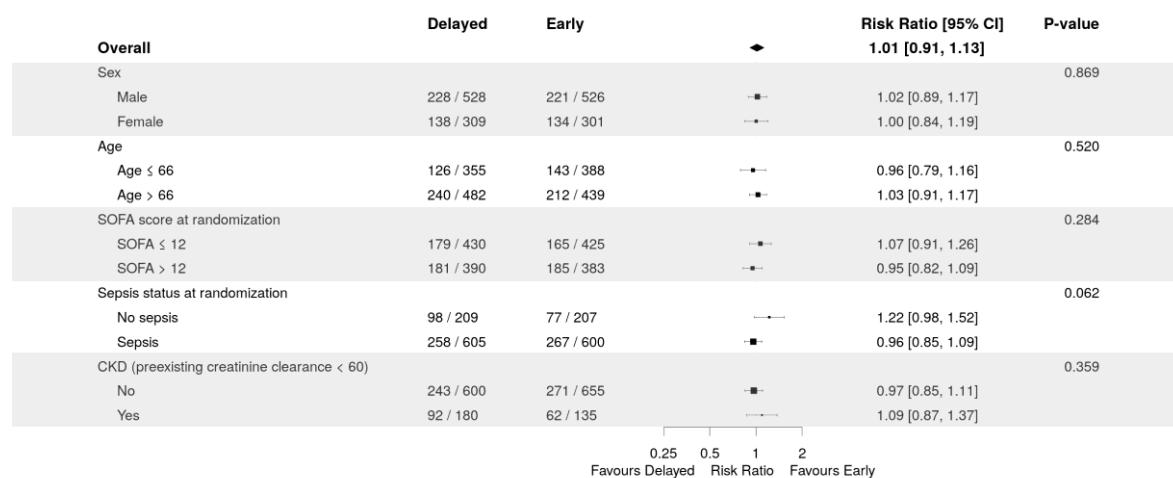 Delayed Early Risk Ratio [95% CI] P-value
Overall 1.01 [0.91, 1.13]
Sex 0.869
Male 228 / 528 221 / 526 1.02 [0.89, 1.17]
Female 138 / 309 134 / 301 1.00 [0.84, 1.19]
Age 0.520
Age ≤ 66 126 / 355 143 / 388 0.96 [0.79, 1.16]
Age > 66 240 / 482 212 / 439 1.03 [0.91, 1.17]
SOFA score at randomization 0.284
SOFA ≤ 12 179 / 430 165 / 425 1.07 [0.91, 1.26]
SOFA > 12 181 / 390 185 / 383 0.95 [0.82, 1.09]
Sepsis status at randomization 0.062
No sepsis 98 / 209 77 / 207 1.22 [0.98, 1.52]
Sepsis 258 / 605 267 / 600 0.96 [0.85, 1.09]
CKD (preexisting creatinine clearance < 60) 0.359
No 243 / 600 271 / 655 0.97 [0.85, 1.11]
Yes 92 / 180 62 / 135 1.09 [0.87, 1.37]
0.25 0.5 1 2
Favours Delayed Risk Ratio Favours Early